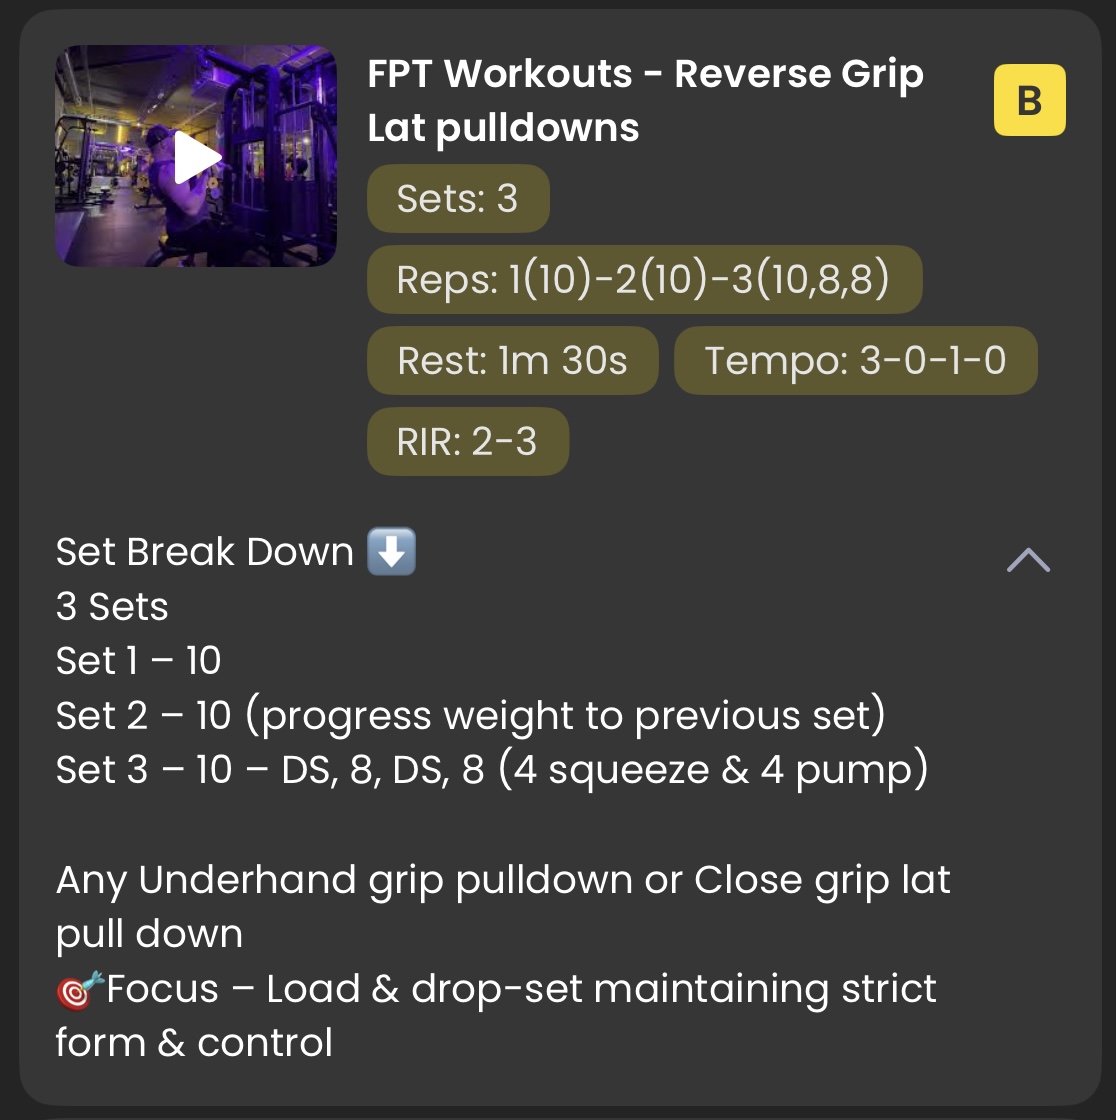 FPT Workouts - Reverse Grip
Lat pulldowns
B
Sets: 3
Reps: 1(10)-2(10)-3(10,8,8)
Rest: 1m 30s
Tempo: 3-0-1-0
RIR: 2-3
Set Break Down ⬇️
3 Sets
Set 1 – 10
Set 2 – 10 (progress weight to previous set)
Set 3 – 10 – DS, 8, DS, 8 (4 squeeze & 4 pump)
Any Underhand grip pulldown or Close grip lat
pull down
🎯Focus – Load & drop-set maintaining strict
form & control